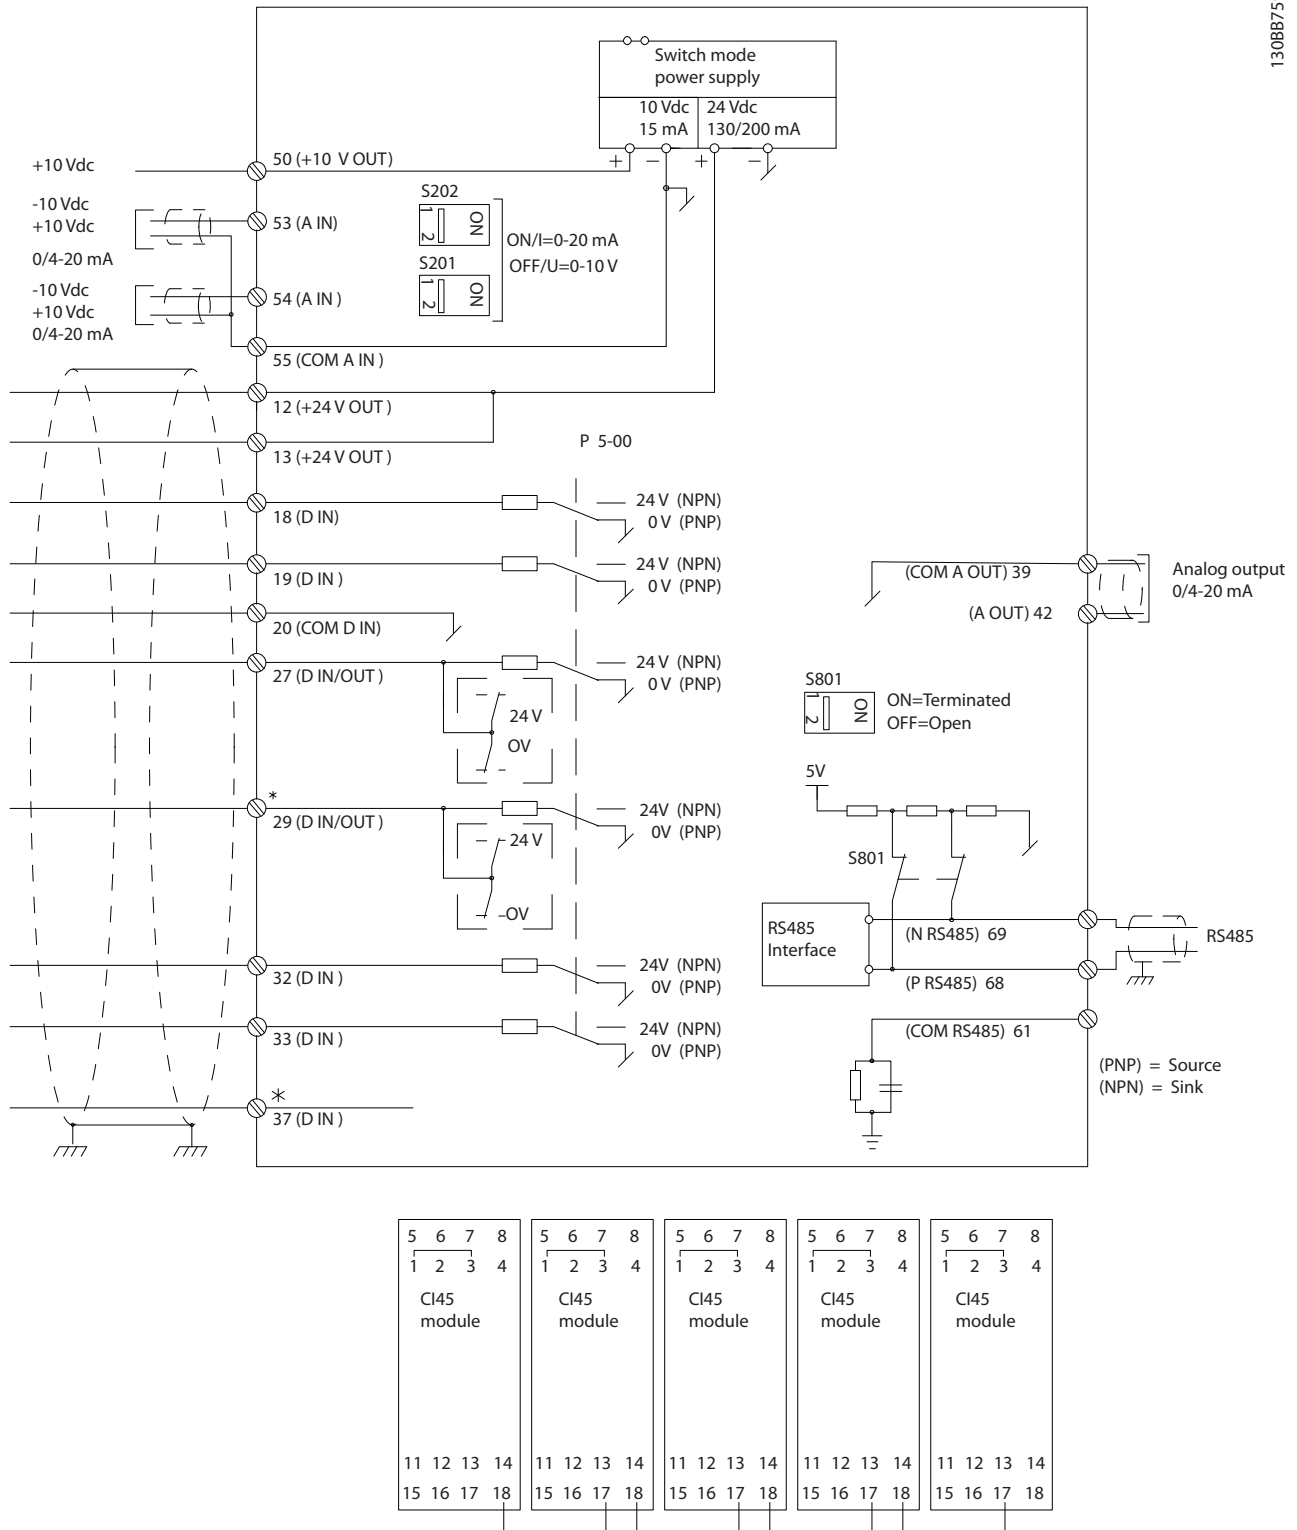 130BB75
Switch mode
power supply
10 Vdc
15 mA
24 Vdc
130/200 mA
+ − + −
+10 Vdc
50 (+10 V OUT)
-10 Vdc
+10 Vdc
0/4-20 mA
53 (A IN)
S202
1
2
ON
ON/I=0-20 mA
OFF/U=0-10 V
S201
1
2
ON
-10 Vdc
+10 Vdc
0/4-20 mA
54 (A IN )
55 (COM A IN )
12 (+24 V OUT )
13 (+24 V OUT )
P 5-00
18 (D IN)
24 V (NPN)
0 V (PNP)
19 (D IN )
24 V (NPN)
0 V (PNP)
(COM A OUT) 39
Analog output
0/4-20 mA
(A OUT) 42
20 (COM D IN)
27 (D IN/OUT )
24 V (NPN)
0 V (PNP)
24 V
OV
S801
1
2
ON
ON=Terminated
OFF=Open
5V
*
29 (D IN/OUT )
24V (NPN)
0V (PNP)
24 V
OV
S801
RS485
Interface
(N RS485) 69
RS485
(P RS485) 68
32 (D IN )
24V (NPN)
0V (PNP)
33 (D IN )
24V (NPN)
0V (PNP)
(COM RS485) 61
(PNP) = Source
(NPN) = Sink
*
37 (D IN )
5 6 7 8 5 6 7 8 5 6 7 8 5 6 7 8 5 6 7 8
1 2 3 4 1 2 3 4 1 2 3 4 1 2 3 4 1 2 3 4
CI45 CI45 CI45 CI45 CI45
module module module module module
11 12 13 14 11 12 13 14 11 12 13 14 11 12 13 14 11 12 13 14
15 16 17 18 15 16 17 18 15 16 17 18 15 16 17 18 15 16 17 18